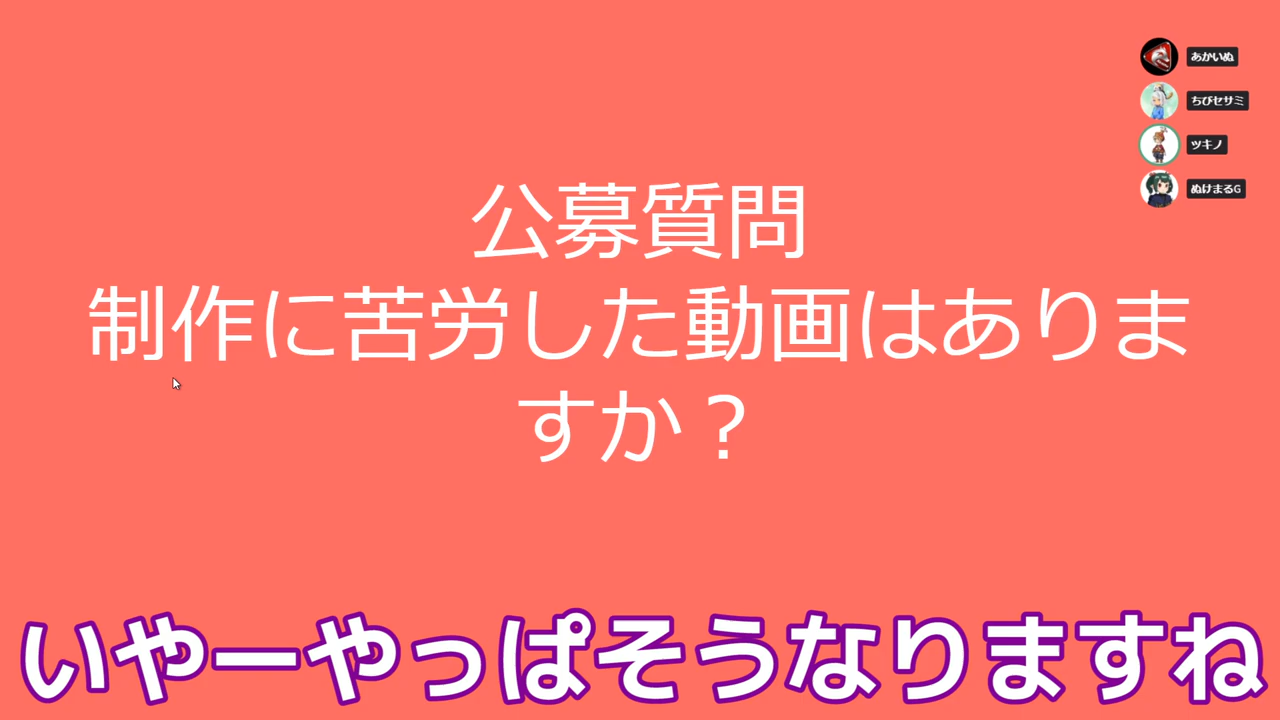 あかいぬ
ちびセサミ
ツキノ
ぬけまるG
公募質問
制作に苦労した動画はありま
すか？
いやーやっぱそうなりますね